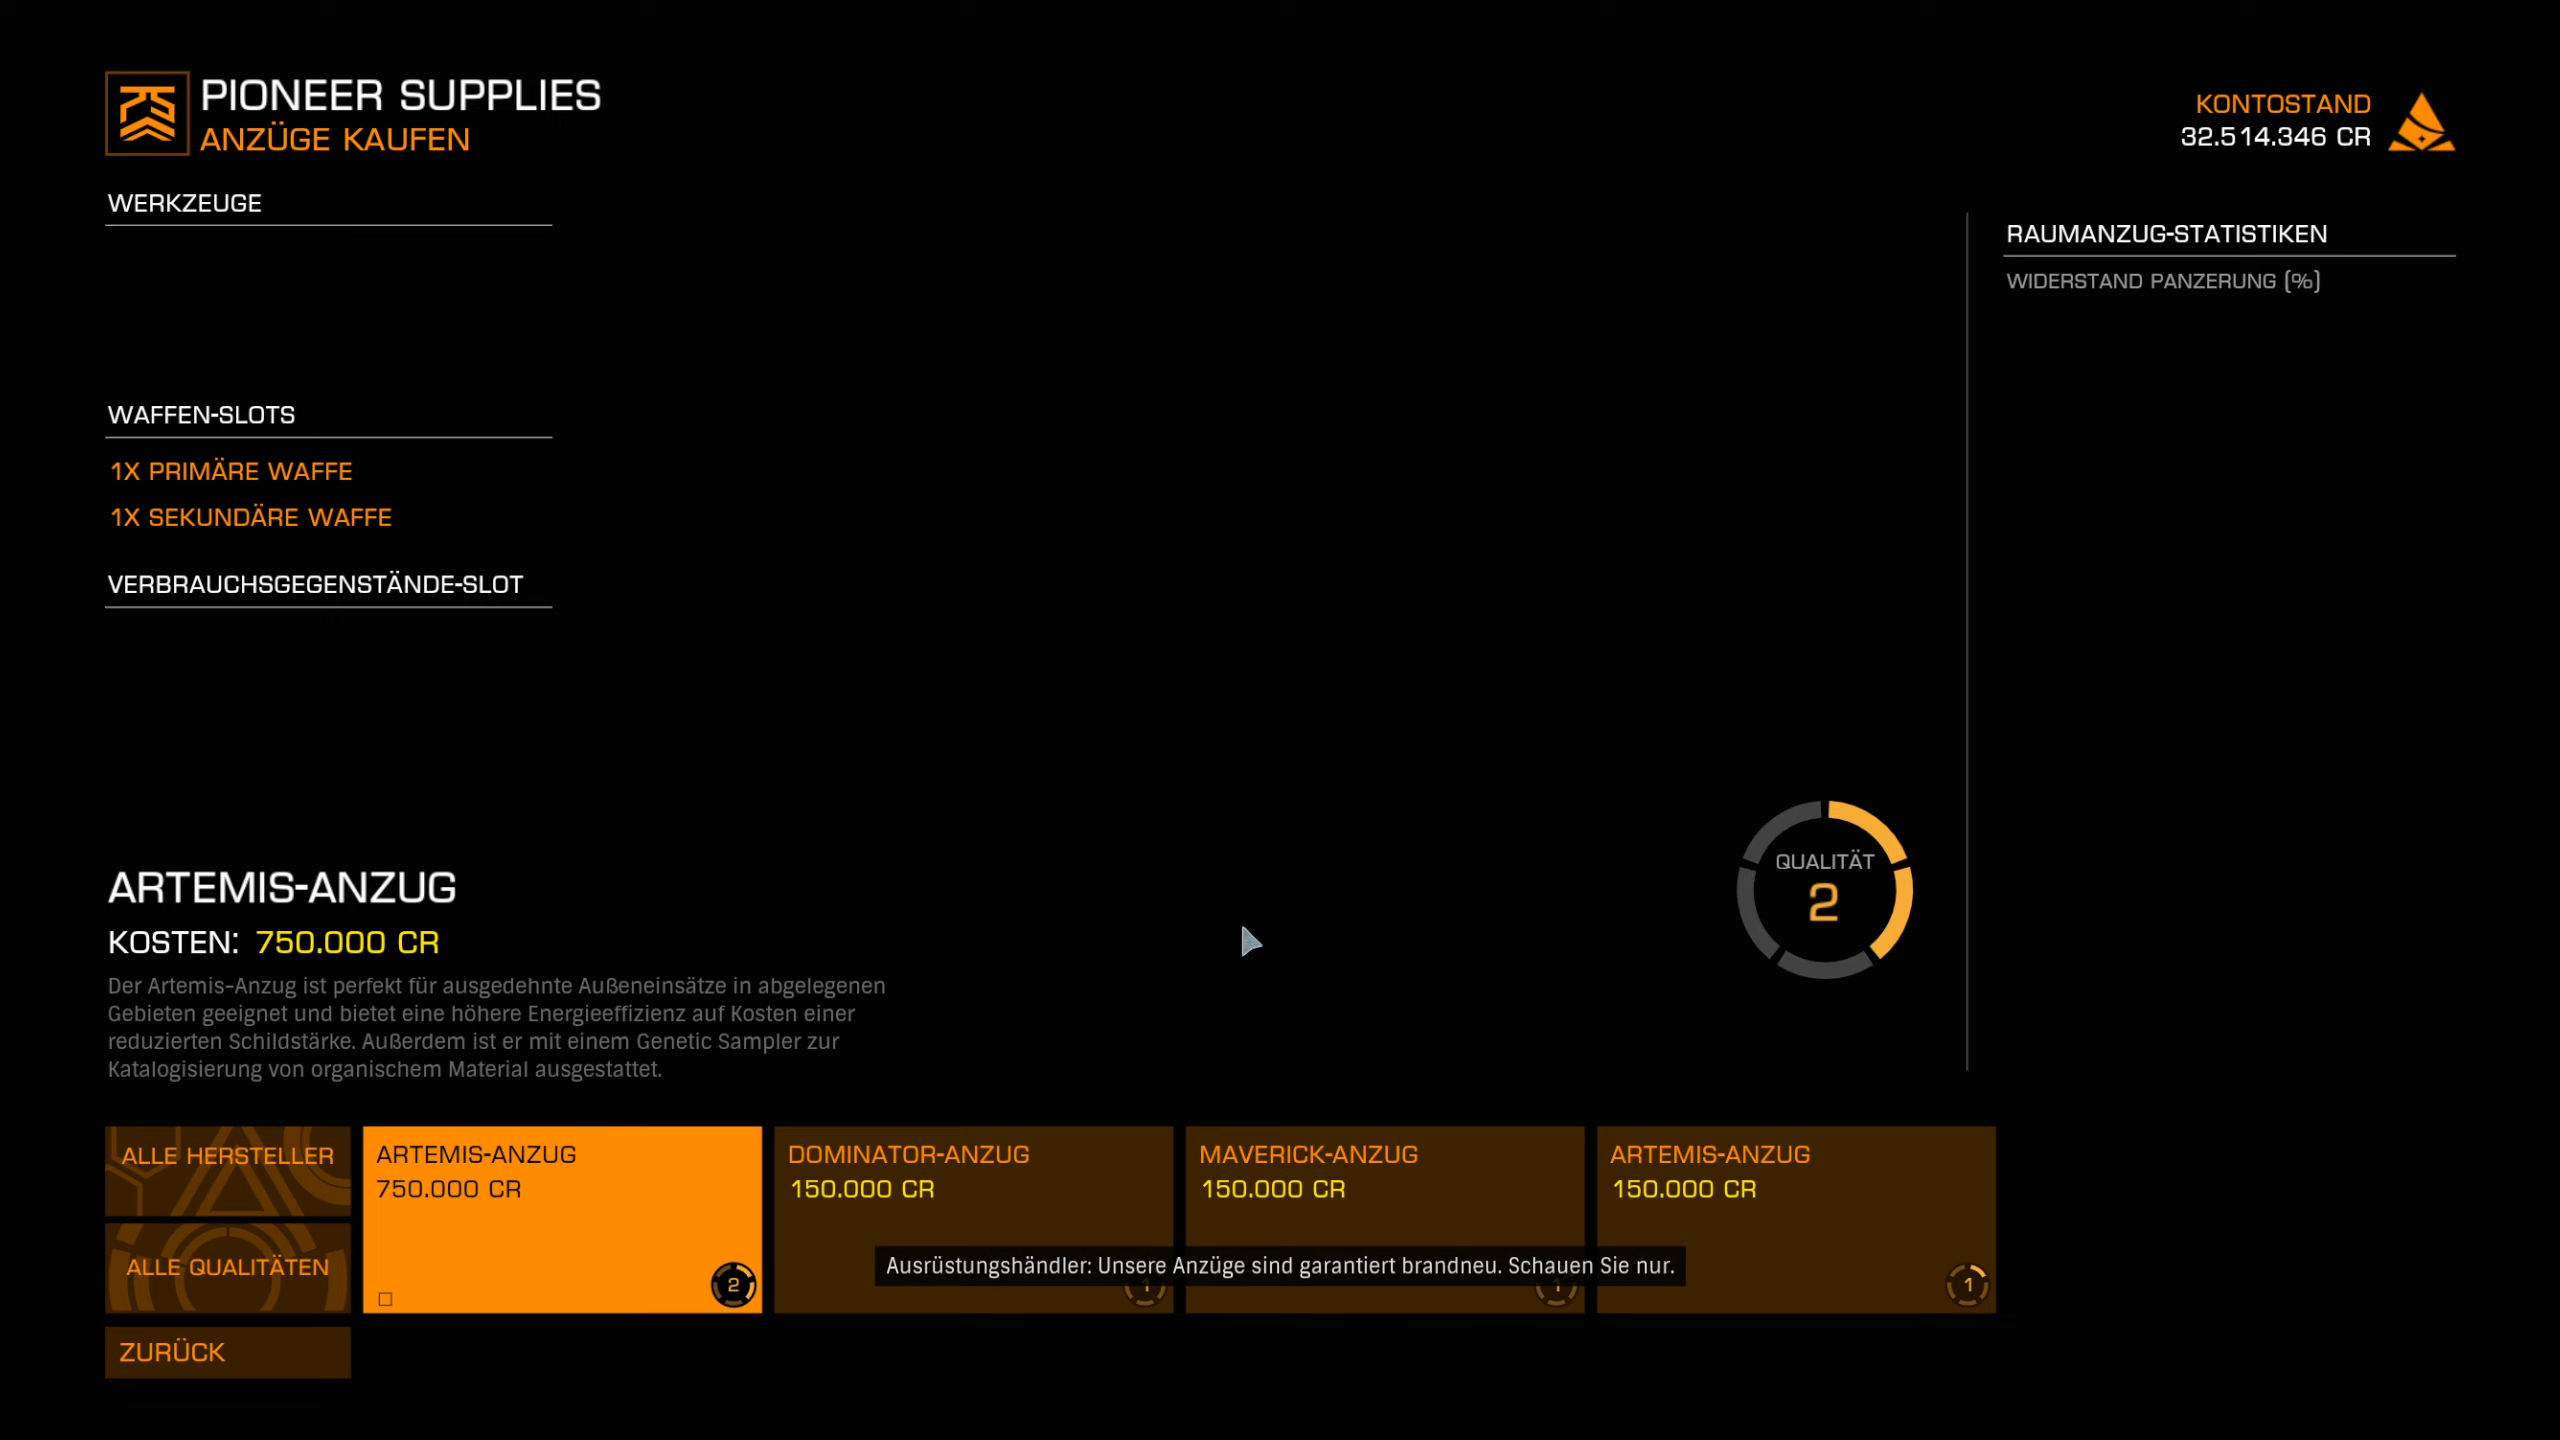 PIONEER SUPPLIES
ANZÜGE KAUFEN
KONTOSTAND
32.514.346 CR
WERKZEUGE
WAFFEN-SLOTS
1X PRIMÄRE WAFFE
1X SEKUNDÄRE WAFFE
VERBRAUCHSGEGENSTÄNDE-SLOT
RAUMANZUG-STATISTIKEN
WIDERSTAND PANZERUNG (%)
QUALITÄT
2
ARTEMIS-ANZUG
KOSTEN: 750.000 CR
Der Artemis-Anzug ist perfekt für ausgedehnte Außeneinsätze in abgelegenen
Gebieten geeignet und bietet eine höhere Energieeffizienz auf Kosten einer
reduzierten Schildstärke. Außerdem ist er mit einem Genetic Sampler zur
Katalogisierung von organischem Material ausgestattet.
ALLE HERSTELLER
ALLE QUALITÄTEN
ZURÜCK
ARTEMIS-ANZUG
750.000 CR
2
DOMINATOR-ANZUG
150.000 CR
1
MAVERICK-ANZUG
150.000 CR
1
ARTEMIS-ANZUG
150.000 CR
1
Ausrüstungshändler: Unsere Anzüge sind garantiert brandneu. Schauen Sie nur.